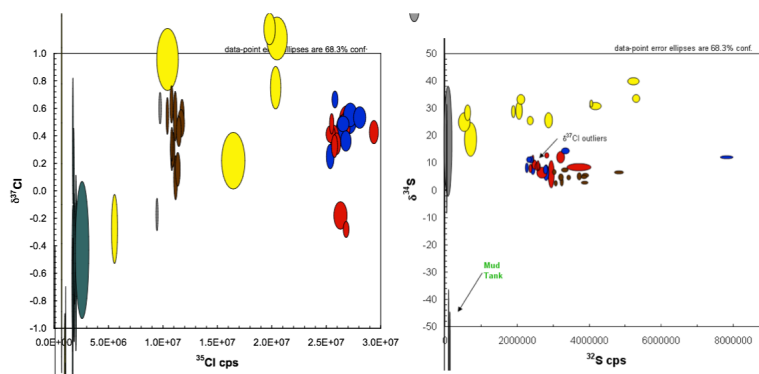 data-point error ellipses are 68.3% conf
1.0
0.8
0.6
0.4
0.2
0.0
-0.2
-0.4
-0.6
-0.8
-1.0
δ³⁷Cl
0.0E+00 5.0E+06 1.0E+07 1.5E+07 2.0E+07 2.5E+07 3.0E+07
³⁵Cl cps
data-point error ellipses are 68.3% conf.
50
40
30
20
10
0
-10
-20
-30
-40
-50
δ³⁴S
δ³⁷Cl outliers
Mud
Tank
0 2000000 4000000 6000000 8000000
³²S cps